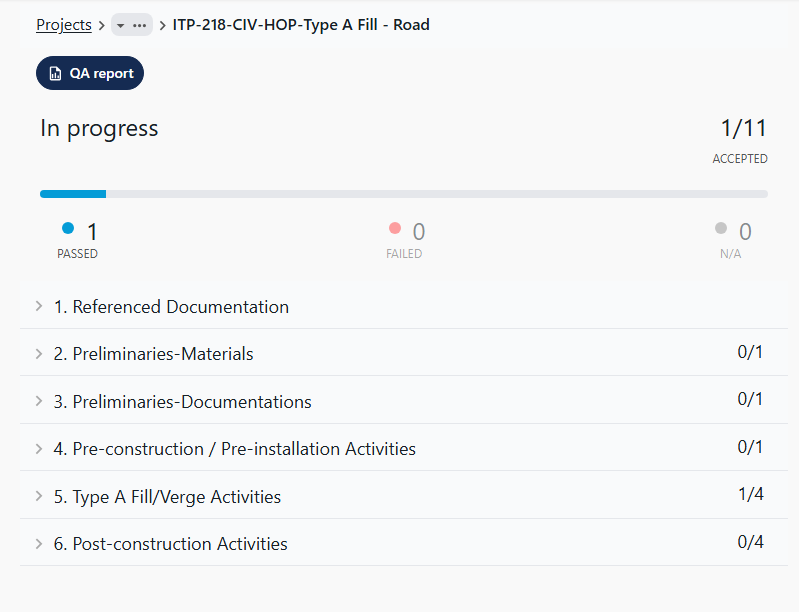 Projects > ... > ITP-218-CIV-HOP-Type A Fill - Road
QA report
In progress
1/11
ACCEPTED
1
PASSED
0
FAILED
0
N/A
1. Referenced Documentation
2. Preliminaries-Materials 0/1
3. Preliminaries-Documentations 0/1
4. Pre-construction / Pre-installation Activities 0/1
5. Type A Fill/Verge Activities 1/4
6. Post-construction Activities 0/4